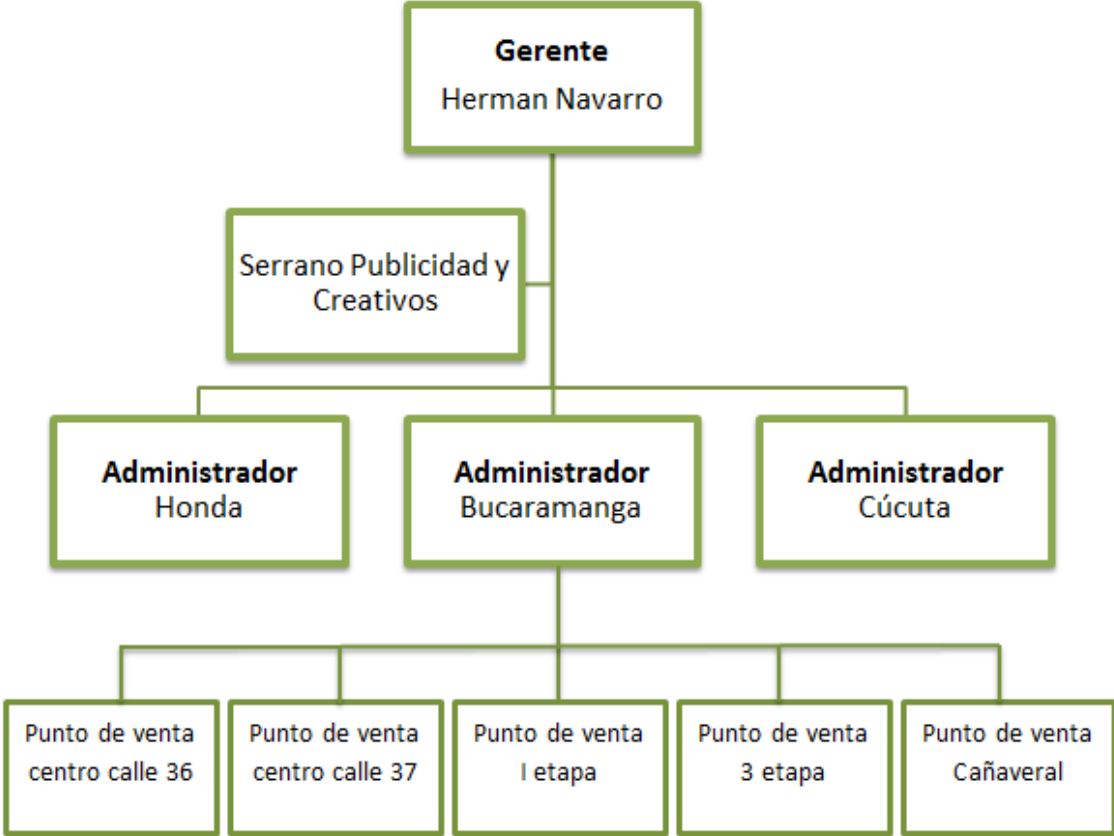 Gerente
Herman Navarro
Serrano Publicidad y
Creativos
Administrador
Honda
Administrador
Bucaramanga
Administrador
Cúcuta
Punto de venta
centro calle 36
Punto de venta
centro calle 37
Punto de venta
I etapa
Punto de venta
3 etapa
Punto de venta
Cañaveral